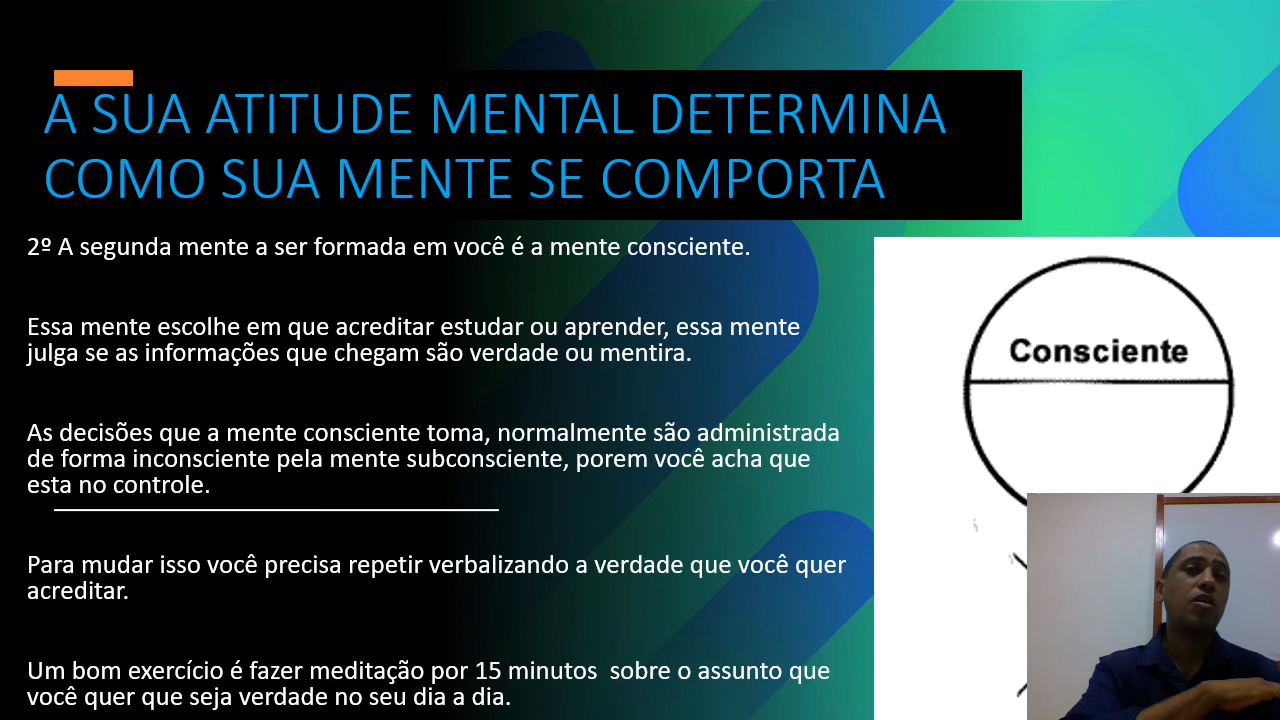 A SUA ATITUDE MENTAL DETERMINA
COMO SUA MENTE SE COMPORTA
2º A segunda mente a ser formada em você é a mente consciente.
Essa mente escolhe em que acreditar estudar ou aprender, essa mente
julga se as informações que chegam são verdade ou mentira.
As decisões que a mente consciente toma, normalmente são administrada
de forma inconsciente pela mente subconsciente, porem você acha que
esta no controle.
Para mudar isso você precisa repetir verbalizando a verdade que você quer
acreditar.
Um bom exercício é fazer meditação por 15 minutos  sobre o assunto que
você quer que seja verdade no seu dia a dia.
Consciente